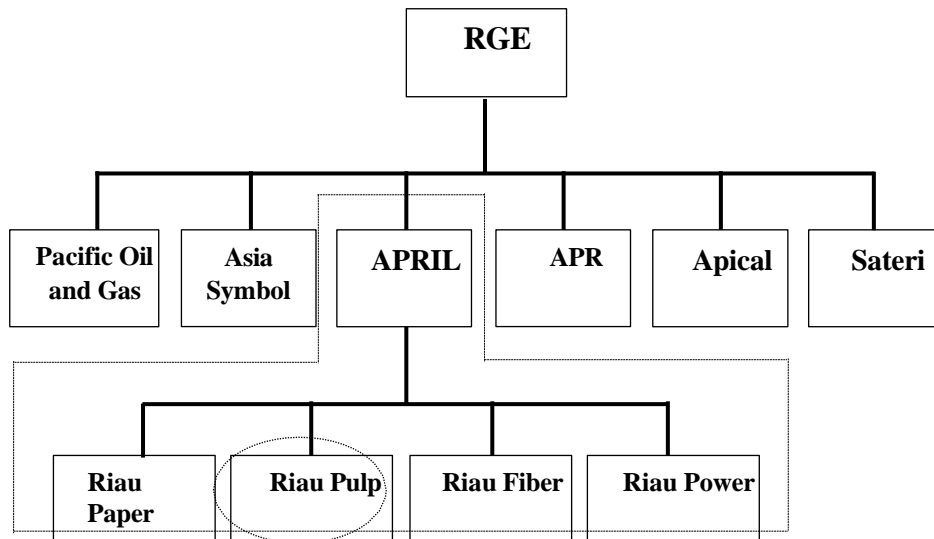 RGE
Pacific Oil
and Gas
Asia
Symbol
APRIL
APR
Apical
Sateri
Riau
Paper
Riau Pulp
Riau Fiber
Riau Power